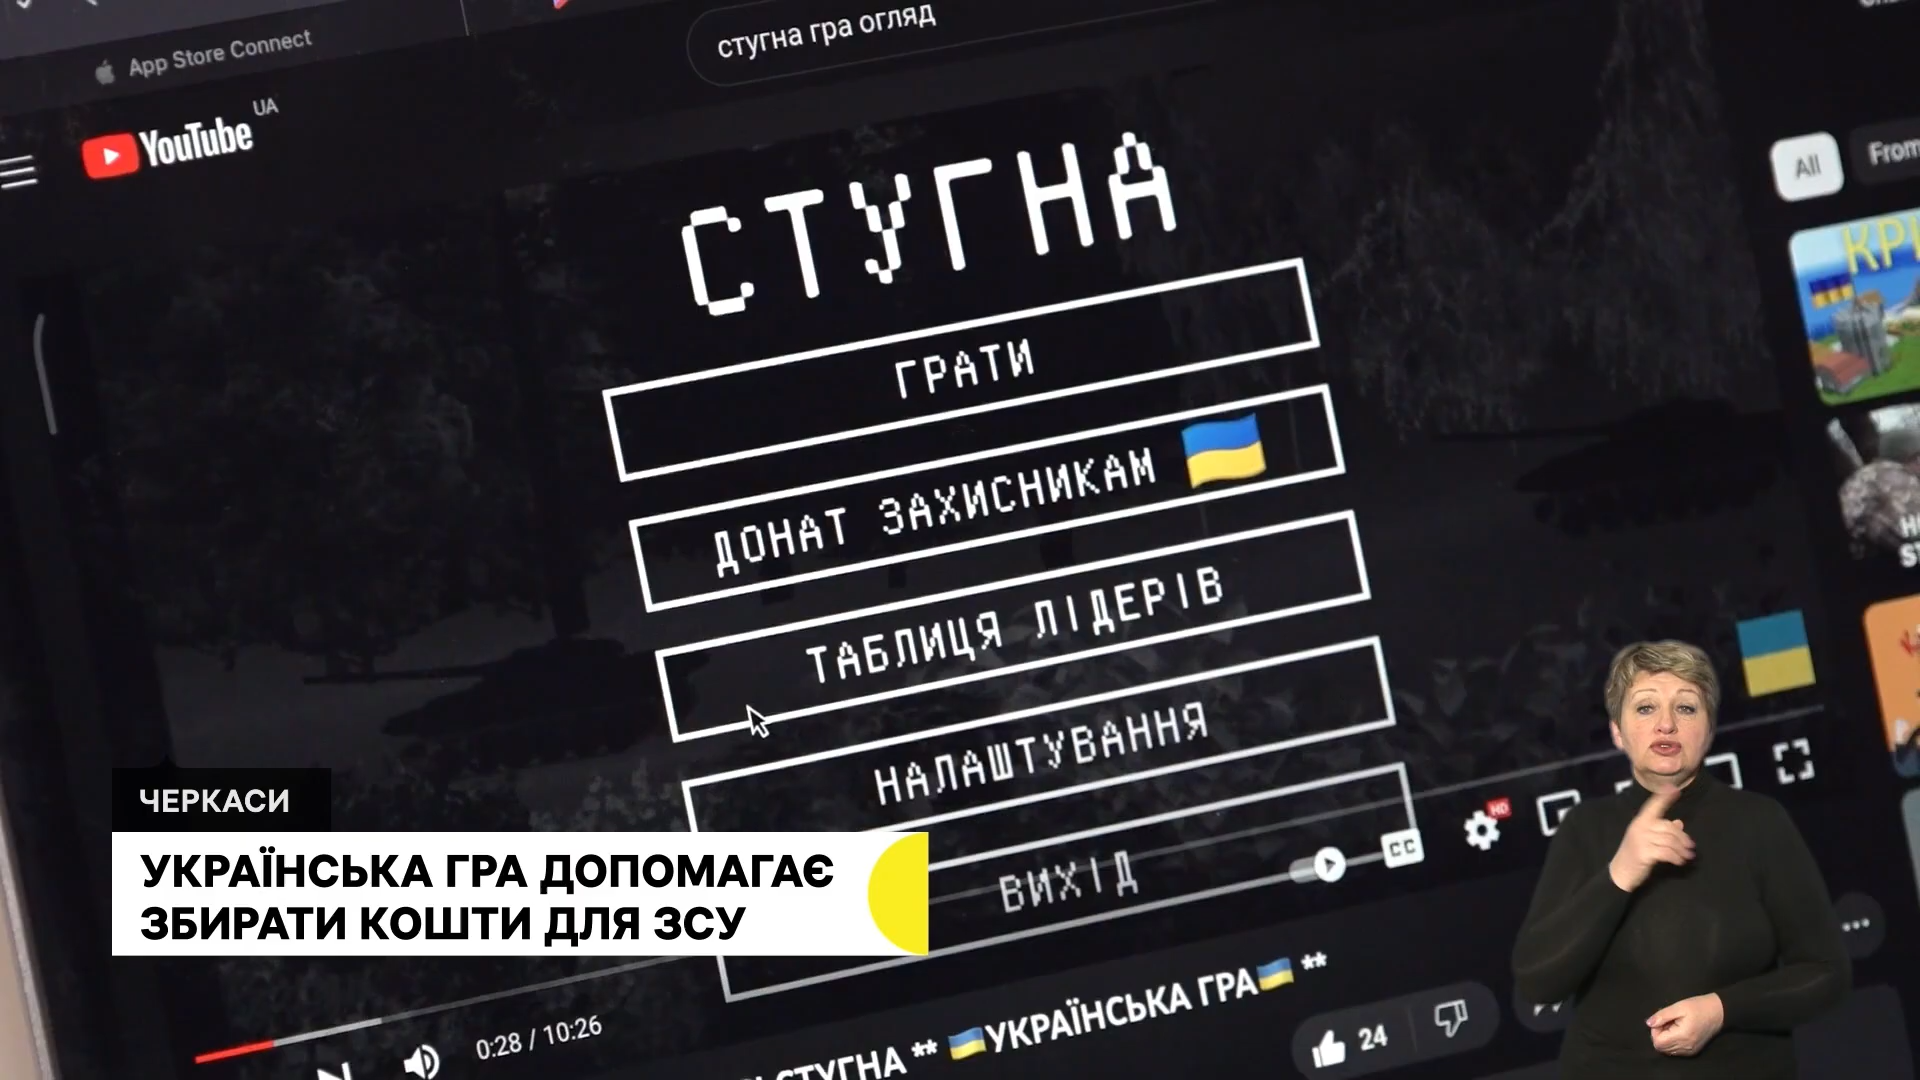 App Store Connect
стугна гра огляд
YouTube UA
All
From
КРИ
СТУГНА
ГРАТИ
ДОНАТ ЗАХИСНИКАМ
ТАБЛИЦЯ ЛІДЕРІВ
НАЛАШТУВАННЯ
ВИХІД
HD
CC
ЧЕРКАСИ
УКРАЇНСЬКА ГРА ДОПОМАГАЄ
ЗБИРАТИ КОШТИ ДЛЯ ЗСУ
0:28 / 10:26
СТУГНА ** 🇺🇦УКРАЇНСЬКА ГРА🇺🇦 **
24